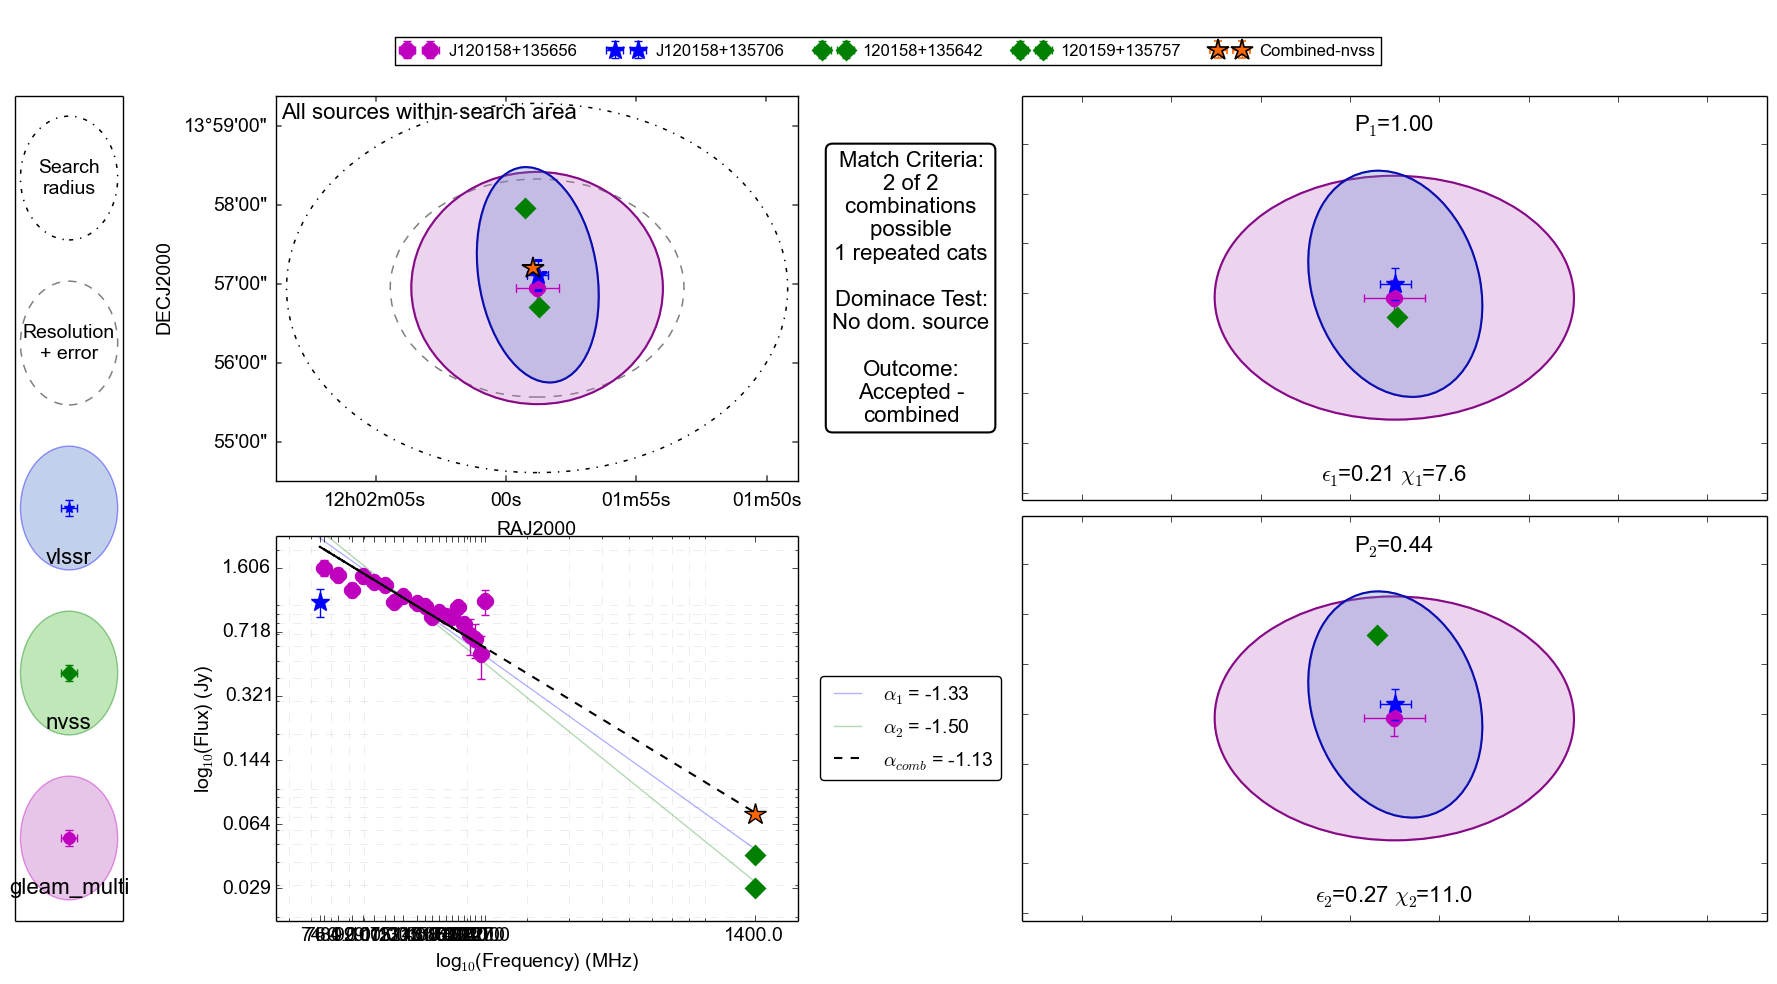 J120158+135656
J120158+135706
120158+135642
120159+135757
Combined-nvss
Search
radius
Resolution
+ error
vlssr
nvss
gleam_multi
All sources within search area
13°59'00"
58'00"
57'00"
56'00"
55'00"
DECJ2000
12h02m05s
00s
01m55s
01m50s
RAJ2000
Match Criteria:
2 of 2
combinations
possible
1 repeated cats
Dominace Test:
No dom. source
Outcome:
Accepted -
combined
P1=1.00
ϵ1=0.21 χ1=7.6
P2=0.44
ϵ2=0.27 χ2=11.0
1.606
0.718
0.321
0.144
0.064
0.029
log10(Flux) (Jy)
1400.0
log10(Frequency) (MHz)
α1 = -1.33
α2 = -1.50
αcomb = -1.13